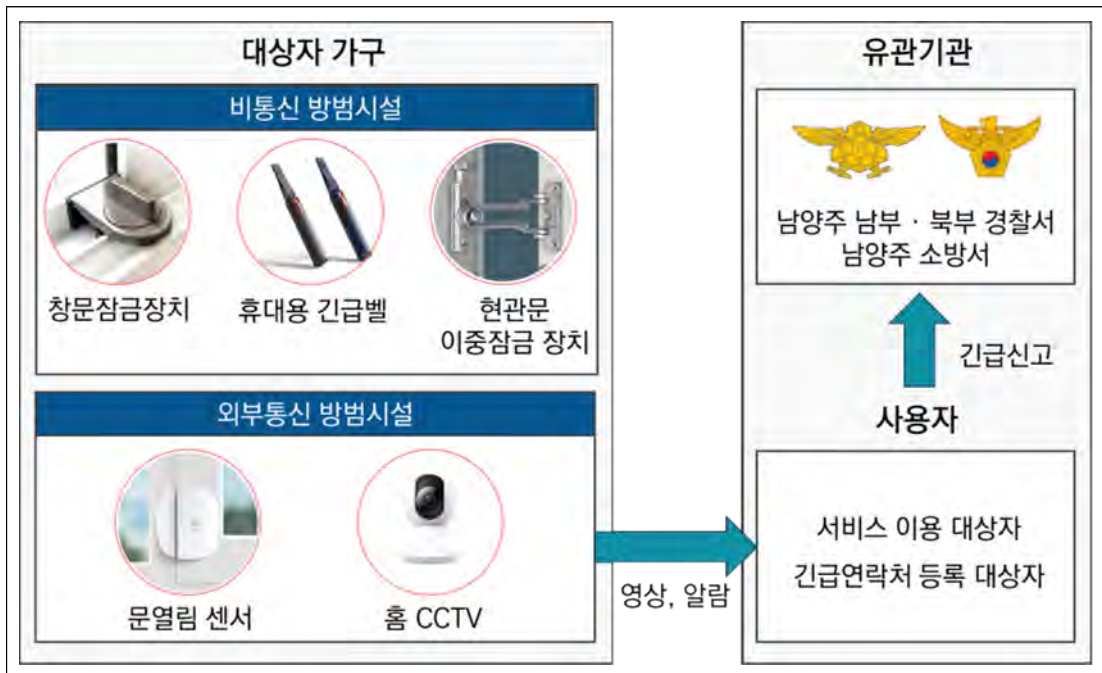 대상자 가구
비통신 방범시설
창문잠금장치
휴대용 긴급벨
현관문
이중잠금 장치
외부통신 방범시설
문열림 센서
홈 CCTV
영상, 알람
유관기관
남양주 남부 · 북부 경찰서
남양주 소방서
긴급신고
사용자
서비스 이용 대상자
긴급연락처 등록 대상자